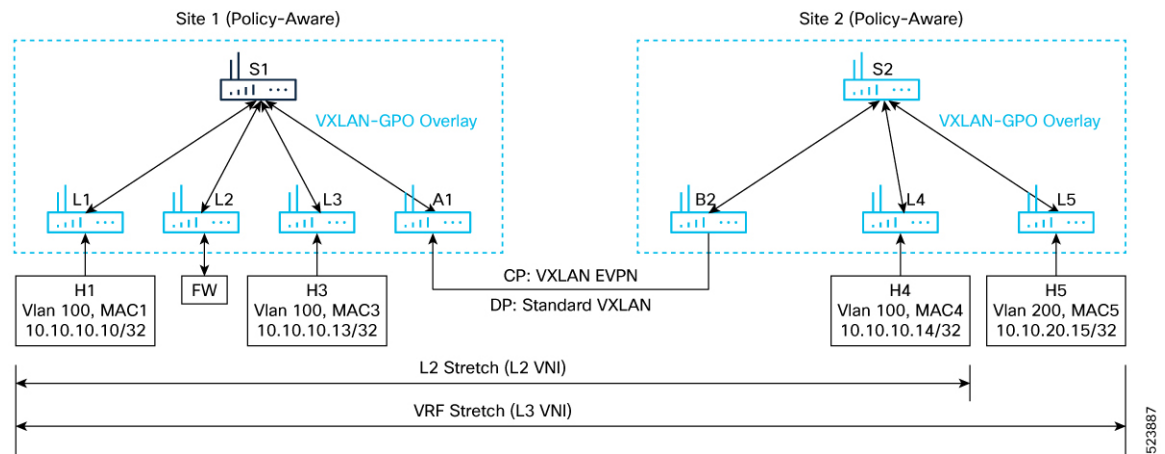 Site 1 (Policy-Aware)
Site 2 (Policy-Aware)
S1
S2
VXLAN-GPO Overlay
VXLAN-GPO Overlay
L1
L2
L3
A1
B2
L4
L5
H1
Vlan 100, MAC1
10.10.10.10/32
FW
H3
Vlan 100, MAC3
10.10.10.13/32
CP: VXLAN EVPN
DP: Standard VXLAN
H4
Vlan 100, MAC4
10.10.10.14/32
H5
Vlan 200, MAC5
10.10.20.15/32
L2 Stretch (L2 VNI)
VRF Stretch (L3 VNI)
523887